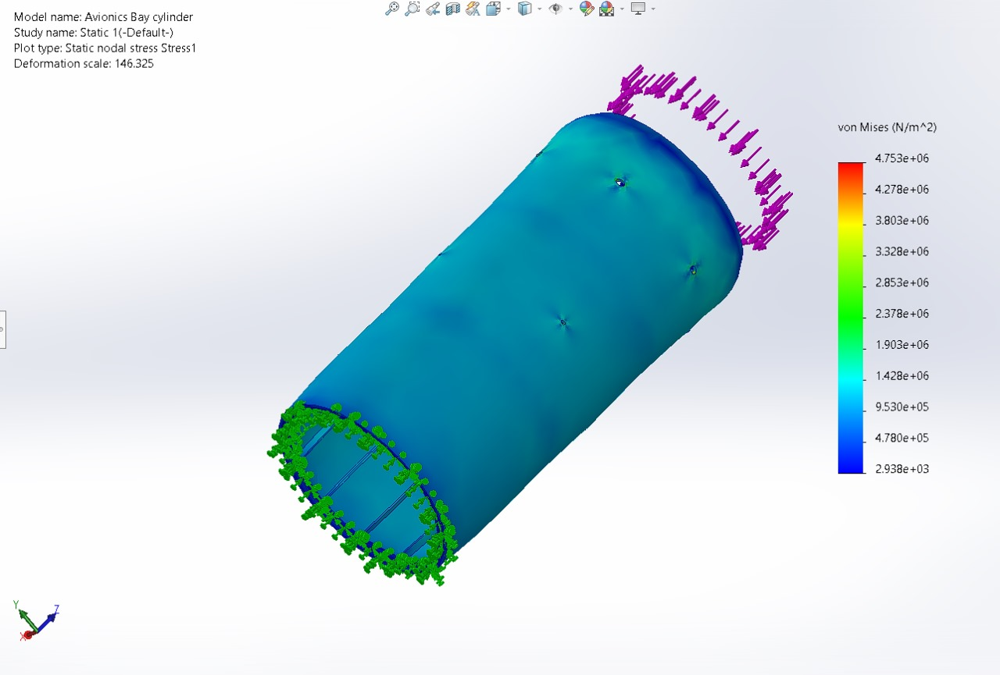 Model name: Avionics Bay cylinder
Study name: Static 1(-Default-)
Plot type: Static nodal stress Stress1
Deformation scale: 146.325
von Mises (N/m^2)
4.753e+06
4.278e+06
3.803e+06
3.328e+06
2.853e+06
2.378e+06
1.903e+06
1.428e+06
9.530e+05
4.780e+05
2.938e+03
Y
Z
X